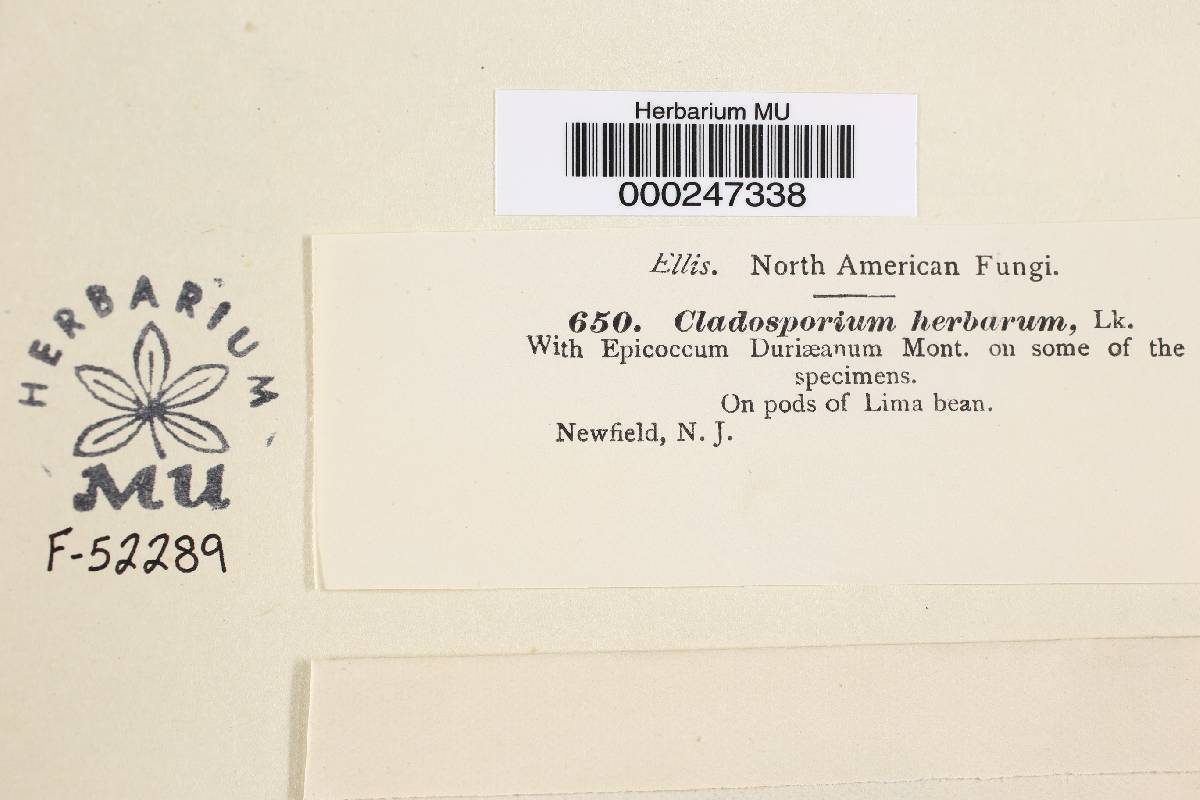 Herbarium MU
000247338
Ellis. North American Fungi.
650. Cladosporium herbarum, Lk.
With Epicoccum Duriæanum Mont. on some of the
specimens.
On pods of Lima bean.
Newfield, N. J.
HERBARIUM
MU
F-52289